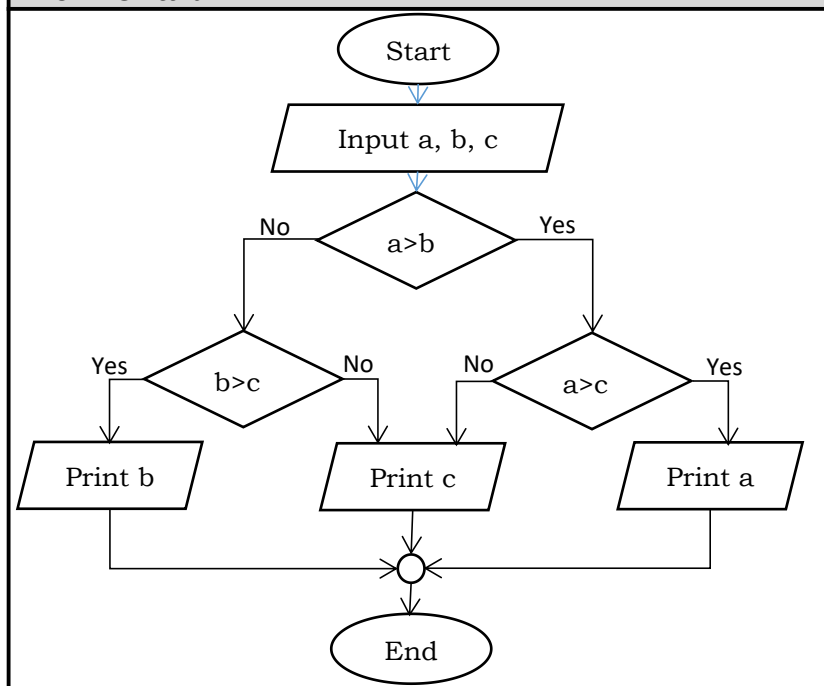 Start
Input a, b, c
No
a>b
Yes
Yes
b>c
No
No
a>c
Yes
Print b
Print c
Print a
End